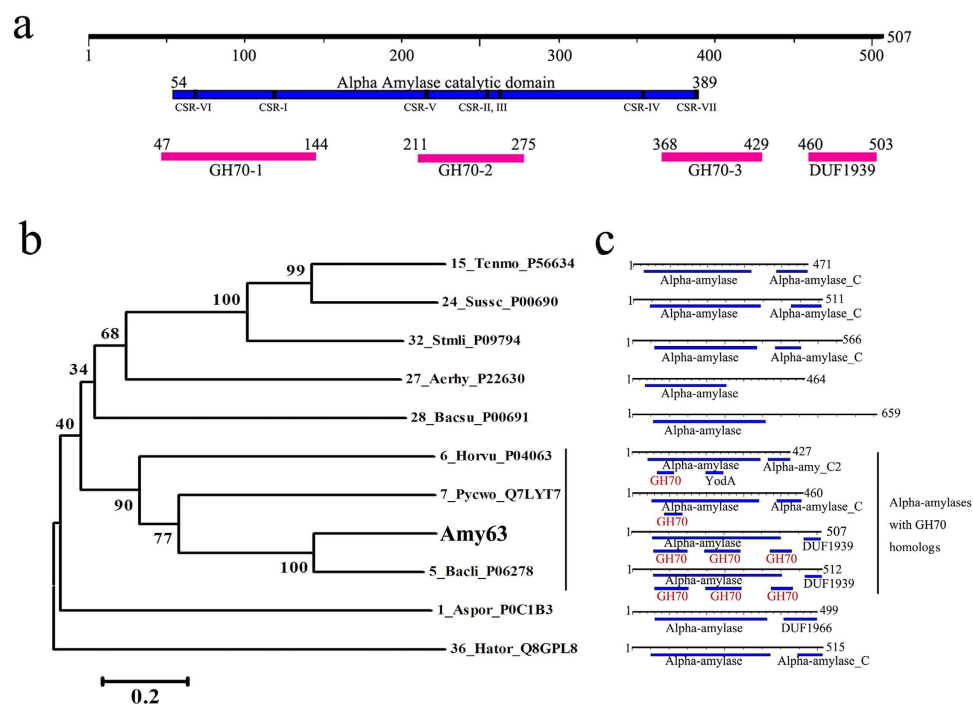 a
507
1
100
200
300
400
500
54
Alpha Amylase catalytic domain
389
CSR-VI
CSR-I
CSR-V
CSR-II, III
CSR-IV
CSR-VII
47
144
211
275
368
429
460
503
GH70-1
GH70-2
GH70-3
DUF1939
b
99
100
68
34
40
90
77
100
15_Tenmo_P56634
24_Sussc_P00690
32_Stmli_P09794
27_Aerhy_P22630
28_Bacsu_P00691
6_Horvu_P04063
7_Pycwo_Q7LYT7
Amy63
5_Bacli_P06278
1_Aspor_P0C1B3
36_Hator_Q8GPL8
0.2
c
1
471
Alpha-amylase
Alpha-amylase_C
1
511
Alpha-amylase
Alpha-amylase_C
1
566
Alpha-amylase
Alpha-amylase_C
1
464
Alpha-amylase
1
659
Alpha-amylase
1
427
Alpha-amylase
Alpha-amy_C2
GH70
YodA
1
460
Alpha-amylase
Alpha-amylase_C
GH70
1
507
Alpha-amylase
DUF1939
GH70
GH70
GH70
1
512
Alpha-amylase
DUF1939
GH70
GH70
GH70
1
499
Alpha-amylase
DUF1966
1
515
Alpha-amylase
Alpha-amylase_C
Alpha-amylases
with GH70
homologs